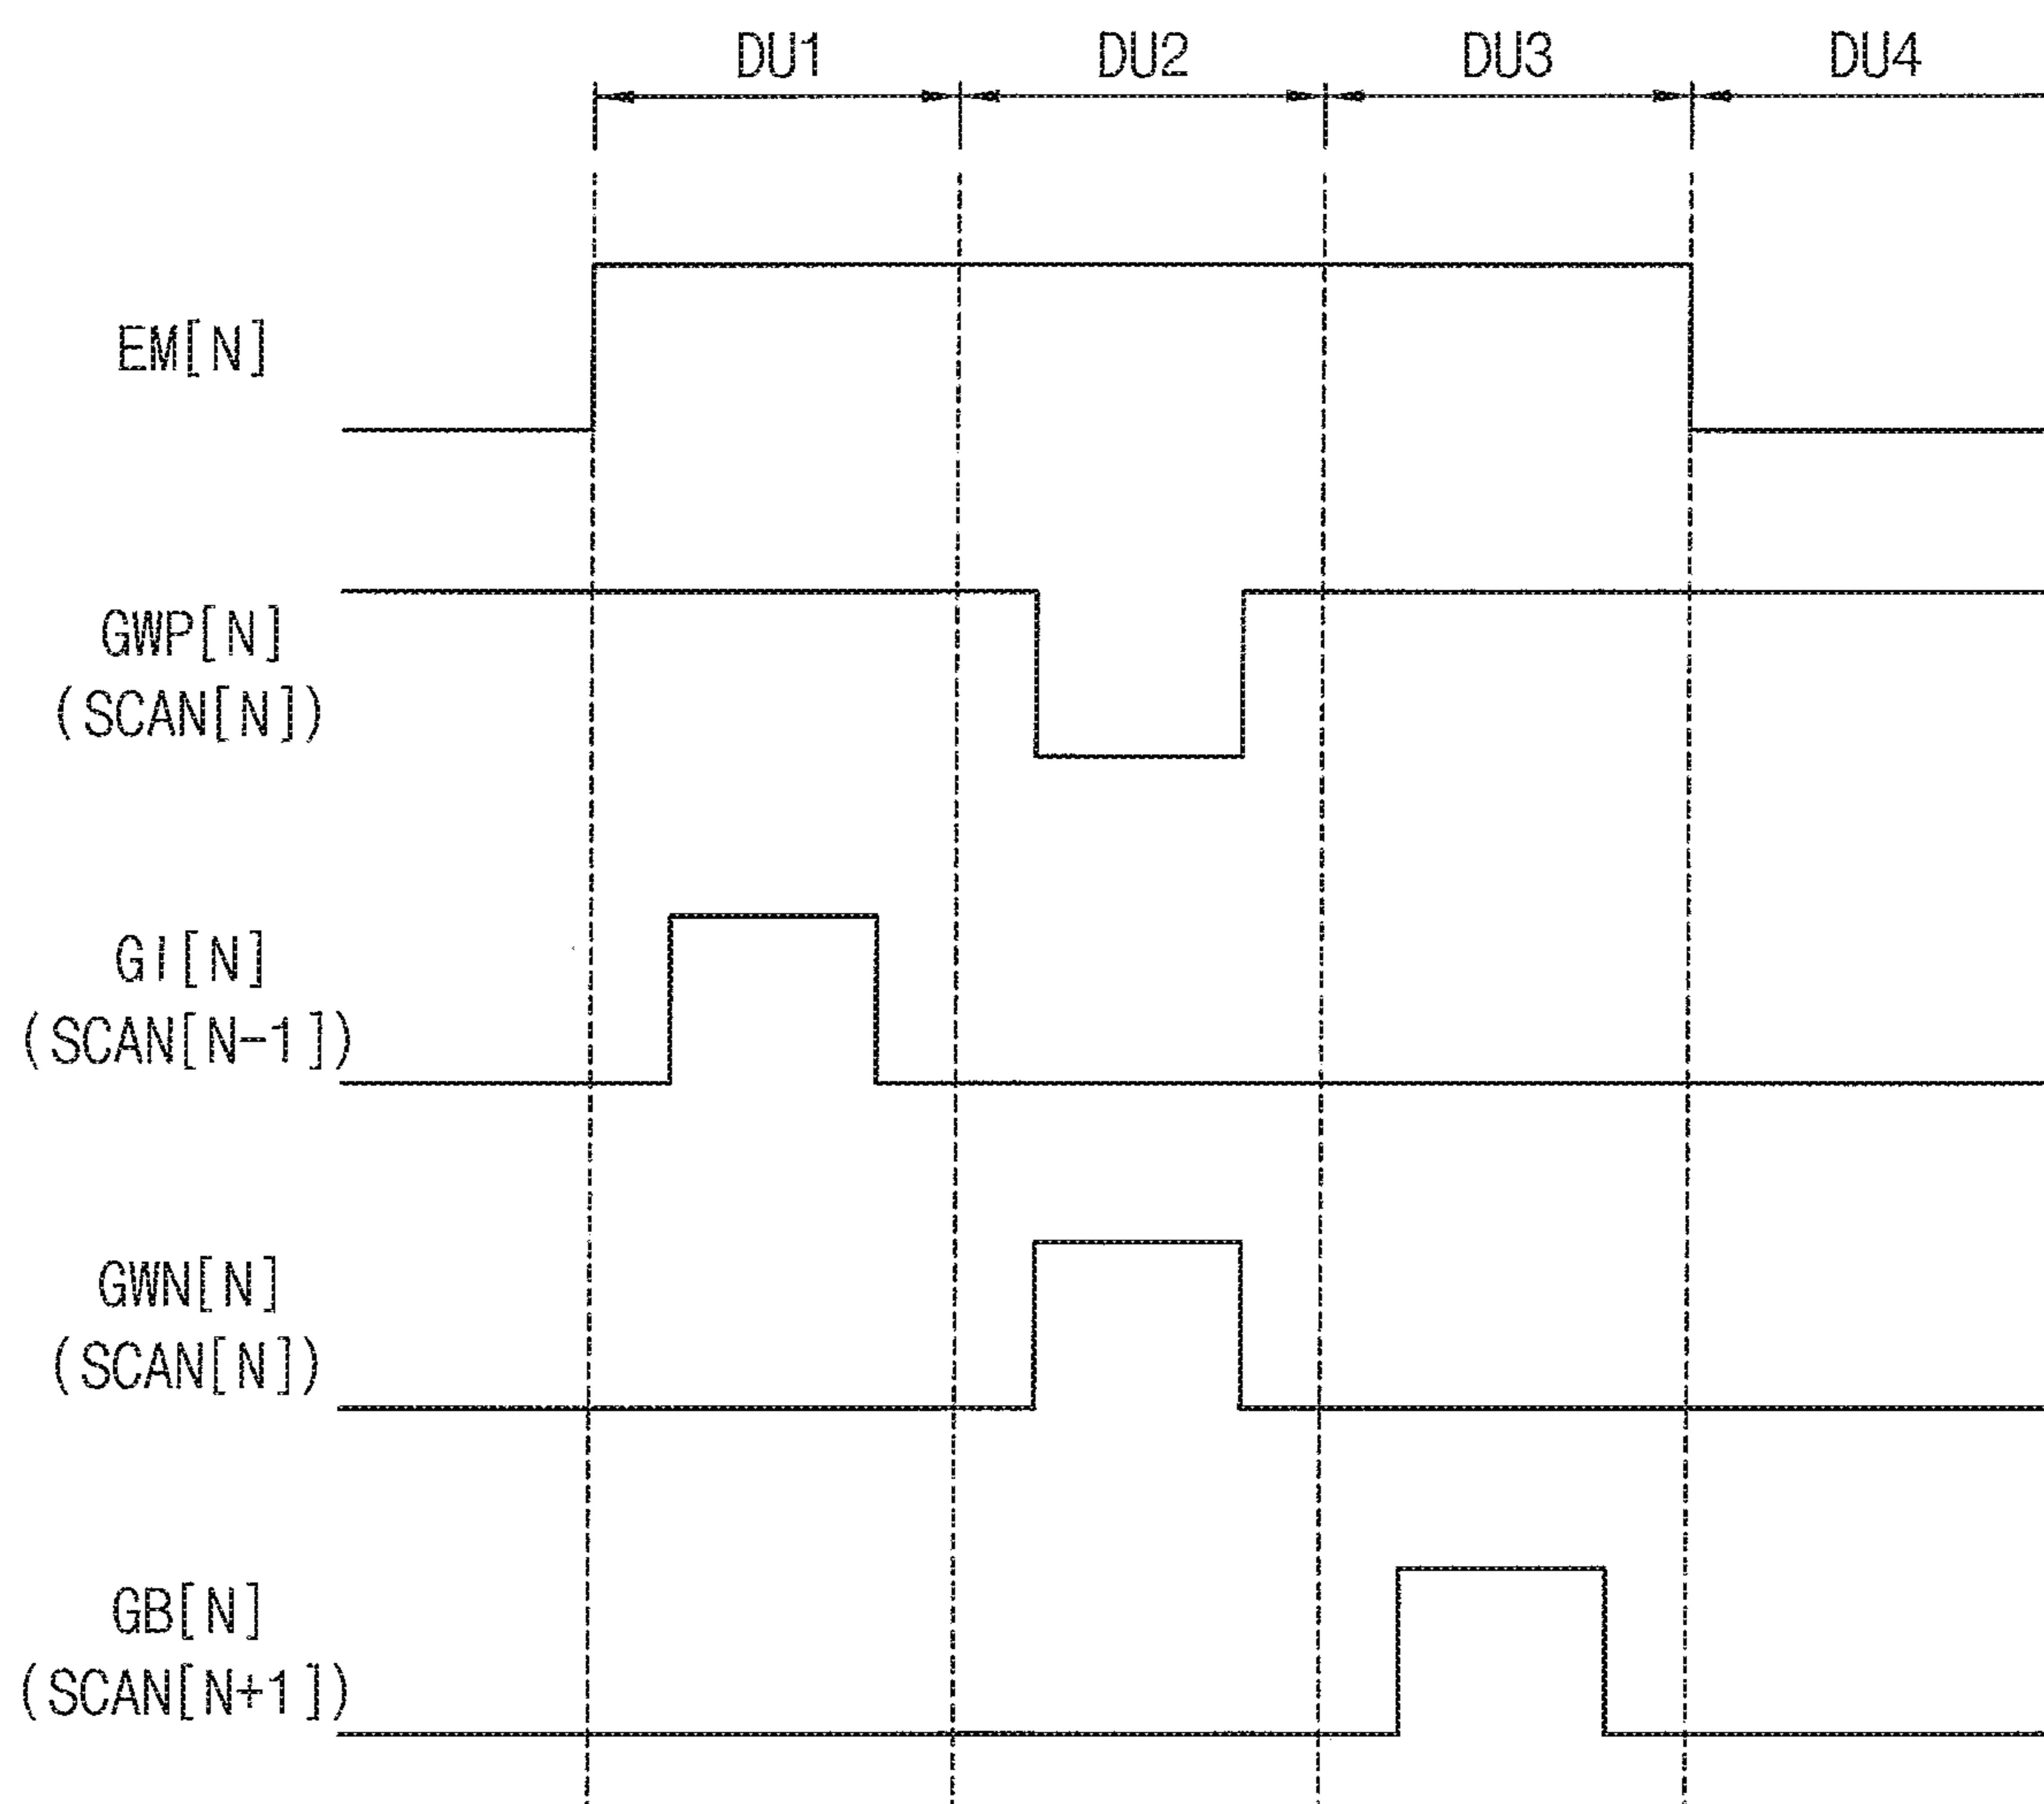 DU1 DU2 DU3 DU4
EM[N]
GWP[N]
(SCAN[N])
GI[N]
(SCAN[N-1])
GWN[N]
(SCAN[N])
GB[N]
(SCAN[N+1])